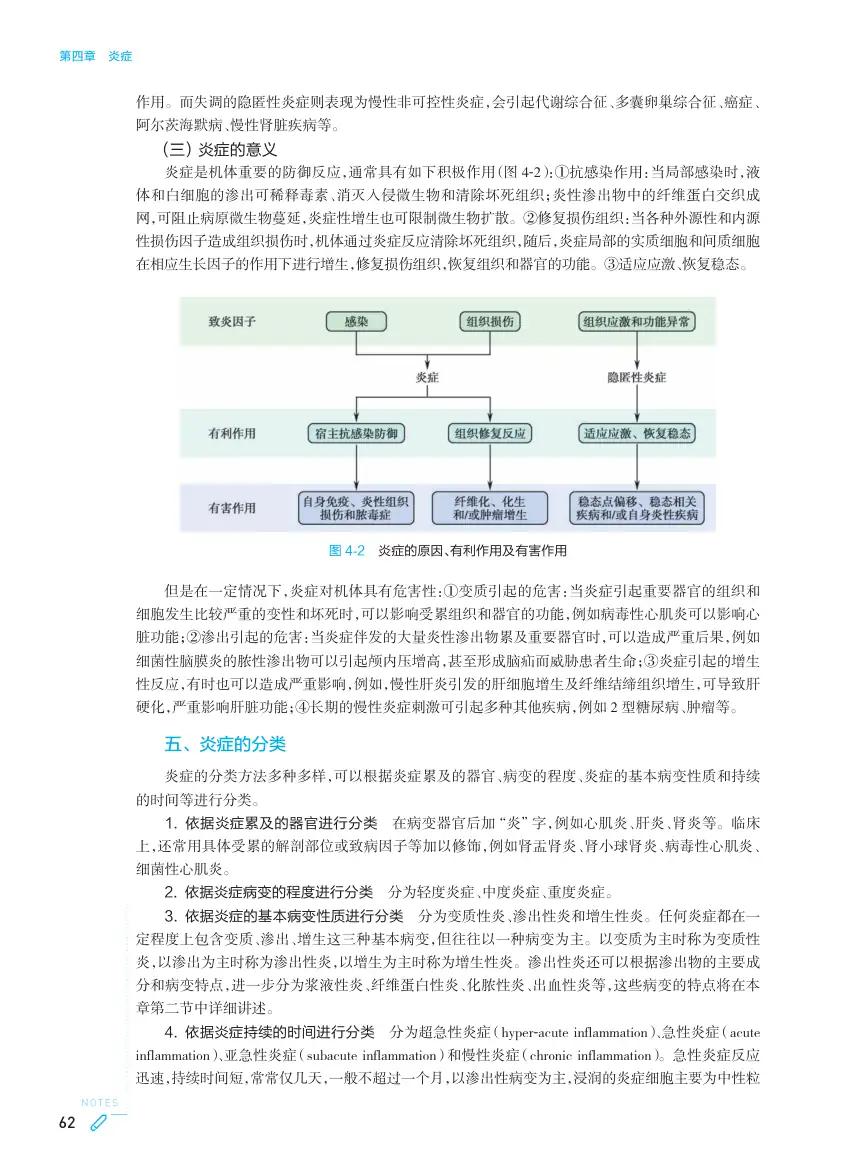 第四章　炎症
作用。而失调的隐匿性炎症则表现为慢性非可控性炎症，会引起代谢综合征、多囊卵巢综合征、癌症、
阿尔茨海默病、慢性肾脏疾病等。
（三）炎症的意义
炎症是机体重要的防御反应，通常具有如下积极作用（图 4-2）：①抗感染作用：当局部感染时，液
体和白细胞的渗出可稀释毒素、消灭入侵微生物和清除坏死组织；炎性渗出物中的纤维蛋白交织成
网，可阻止病原微生物蔓延，炎症性增生也可限制微生物扩散。②修复损伤组织：当各种外源性和内源
性损伤因子造成组织损伤时，机体通过炎症反应清除坏死组织，随后，炎症局部的实质细胞和间质细胞
在相应生长因子的作用下进行增生，修复损伤组织，恢复组织和器官的功能。③适应应激、恢复稳态。
致炎因子　感染　组织损伤　组织应激和功能异常
炎症　隐匿性炎症
有利作用　宿主抗感染防御　组织修复反应　适应应激、恢复稳态
有害作用
自身免疫、炎性组织
损伤和脓毒症
纤维化、化生
和/或肿瘤增生
稳态点偏移、稳态相关
疾病和/或自身炎性疾病
图 4-2　炎症的原因、有利作用及有害作用
但是在一定情况下，炎症对机体具有危害性：①变质引起的危害：当炎症引起重要器官的组织和
细胞发生比较严重的变性和坏死时，可以影响受累组织和器官的功能，例如病毒性心肌炎可以影响心
脏功能；②渗出引起的危害：当炎症伴发的大量炎性渗出物累及重要器官时，可以造成严重后果，例如
细菌性脑膜炎的脓性渗出物可以引起颅内压增高，甚至形成脑疝而威胁患者生命；③炎症引起的增生
性反应，有时也可以造成严重影响，例如，慢性肝炎引发的肝细胞增生及纤维结缔组织增生，可导致肝
硬化，严重影响肝脏功能；④长期的慢性炎症刺激可引起多种其他疾病，例如 2 型糖尿病、肿瘤等。
五、炎症的分类
炎症的分类方法多种多样，可以根据炎症累及的器官、病变的程度、炎症的基本病变性质和持续
的时间等进行分类。
1. 依据炎症累及的器官进行分类　在病变器官后加“炎”字，例如心肌炎、肝炎、肾炎等。临床
上，还常用具体受累的解剖部位或致病因子等加以修饰，例如肾盂肾炎、肾小球肾炎、病毒性心肌炎、
细菌性心肌炎。
2. 依据炎症病变的程度进行分类　分为轻度炎症、中度炎症、重度炎症。
3. 依据炎症的基本病变性质进行分类　分为变质性炎、渗出性炎和增生性炎。任何炎症都在一
定程度上包含变质、渗出、增生这三种基本病变，但往往以一种病变为主。以变质为主时称为变质性
炎，以渗出为主时称为渗出性炎，以增生为主时称为增生性炎。渗出性炎还可以根据渗出物的主要成
分和病变特点，进一步分为浆液性炎、纤维蛋白性炎、化脓性炎、出血性炎等，这些病变的特点将在本
章第二节中详细讲述。
4. 依据炎症持续的时间进行分类　分为超急性炎症（hyper-acute inflammation）、急性炎症（acute
inflammation）、亚急性炎症（subacute inflammation）和慢性炎症（chronic inflammation）。急性炎症反应
迅速，持续时间短，常常仅几天，一般不超过一个月，以渗出性病变为主，浸润的炎症细胞主要为中性粒
NOTES
62